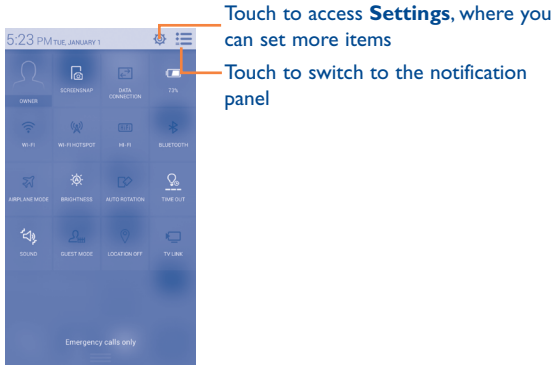 Touch to access Settings, where you
can set more items
Touch to switch to the notification
panel
5:23 PM TUE, JANUARY 1
OWNER
SCREENSNAP
DATA
CONNECTION
73%
WI-FI
WI-FI HOTSPOT
HI-FI
BLUETOOTH
AIRPLANE MODE
BRIGHTNESS
AUTO ROTATION
TIME OUT
SOUND
GUEST MODE
LOCATION OFF
TV LINK
Emergency calls only